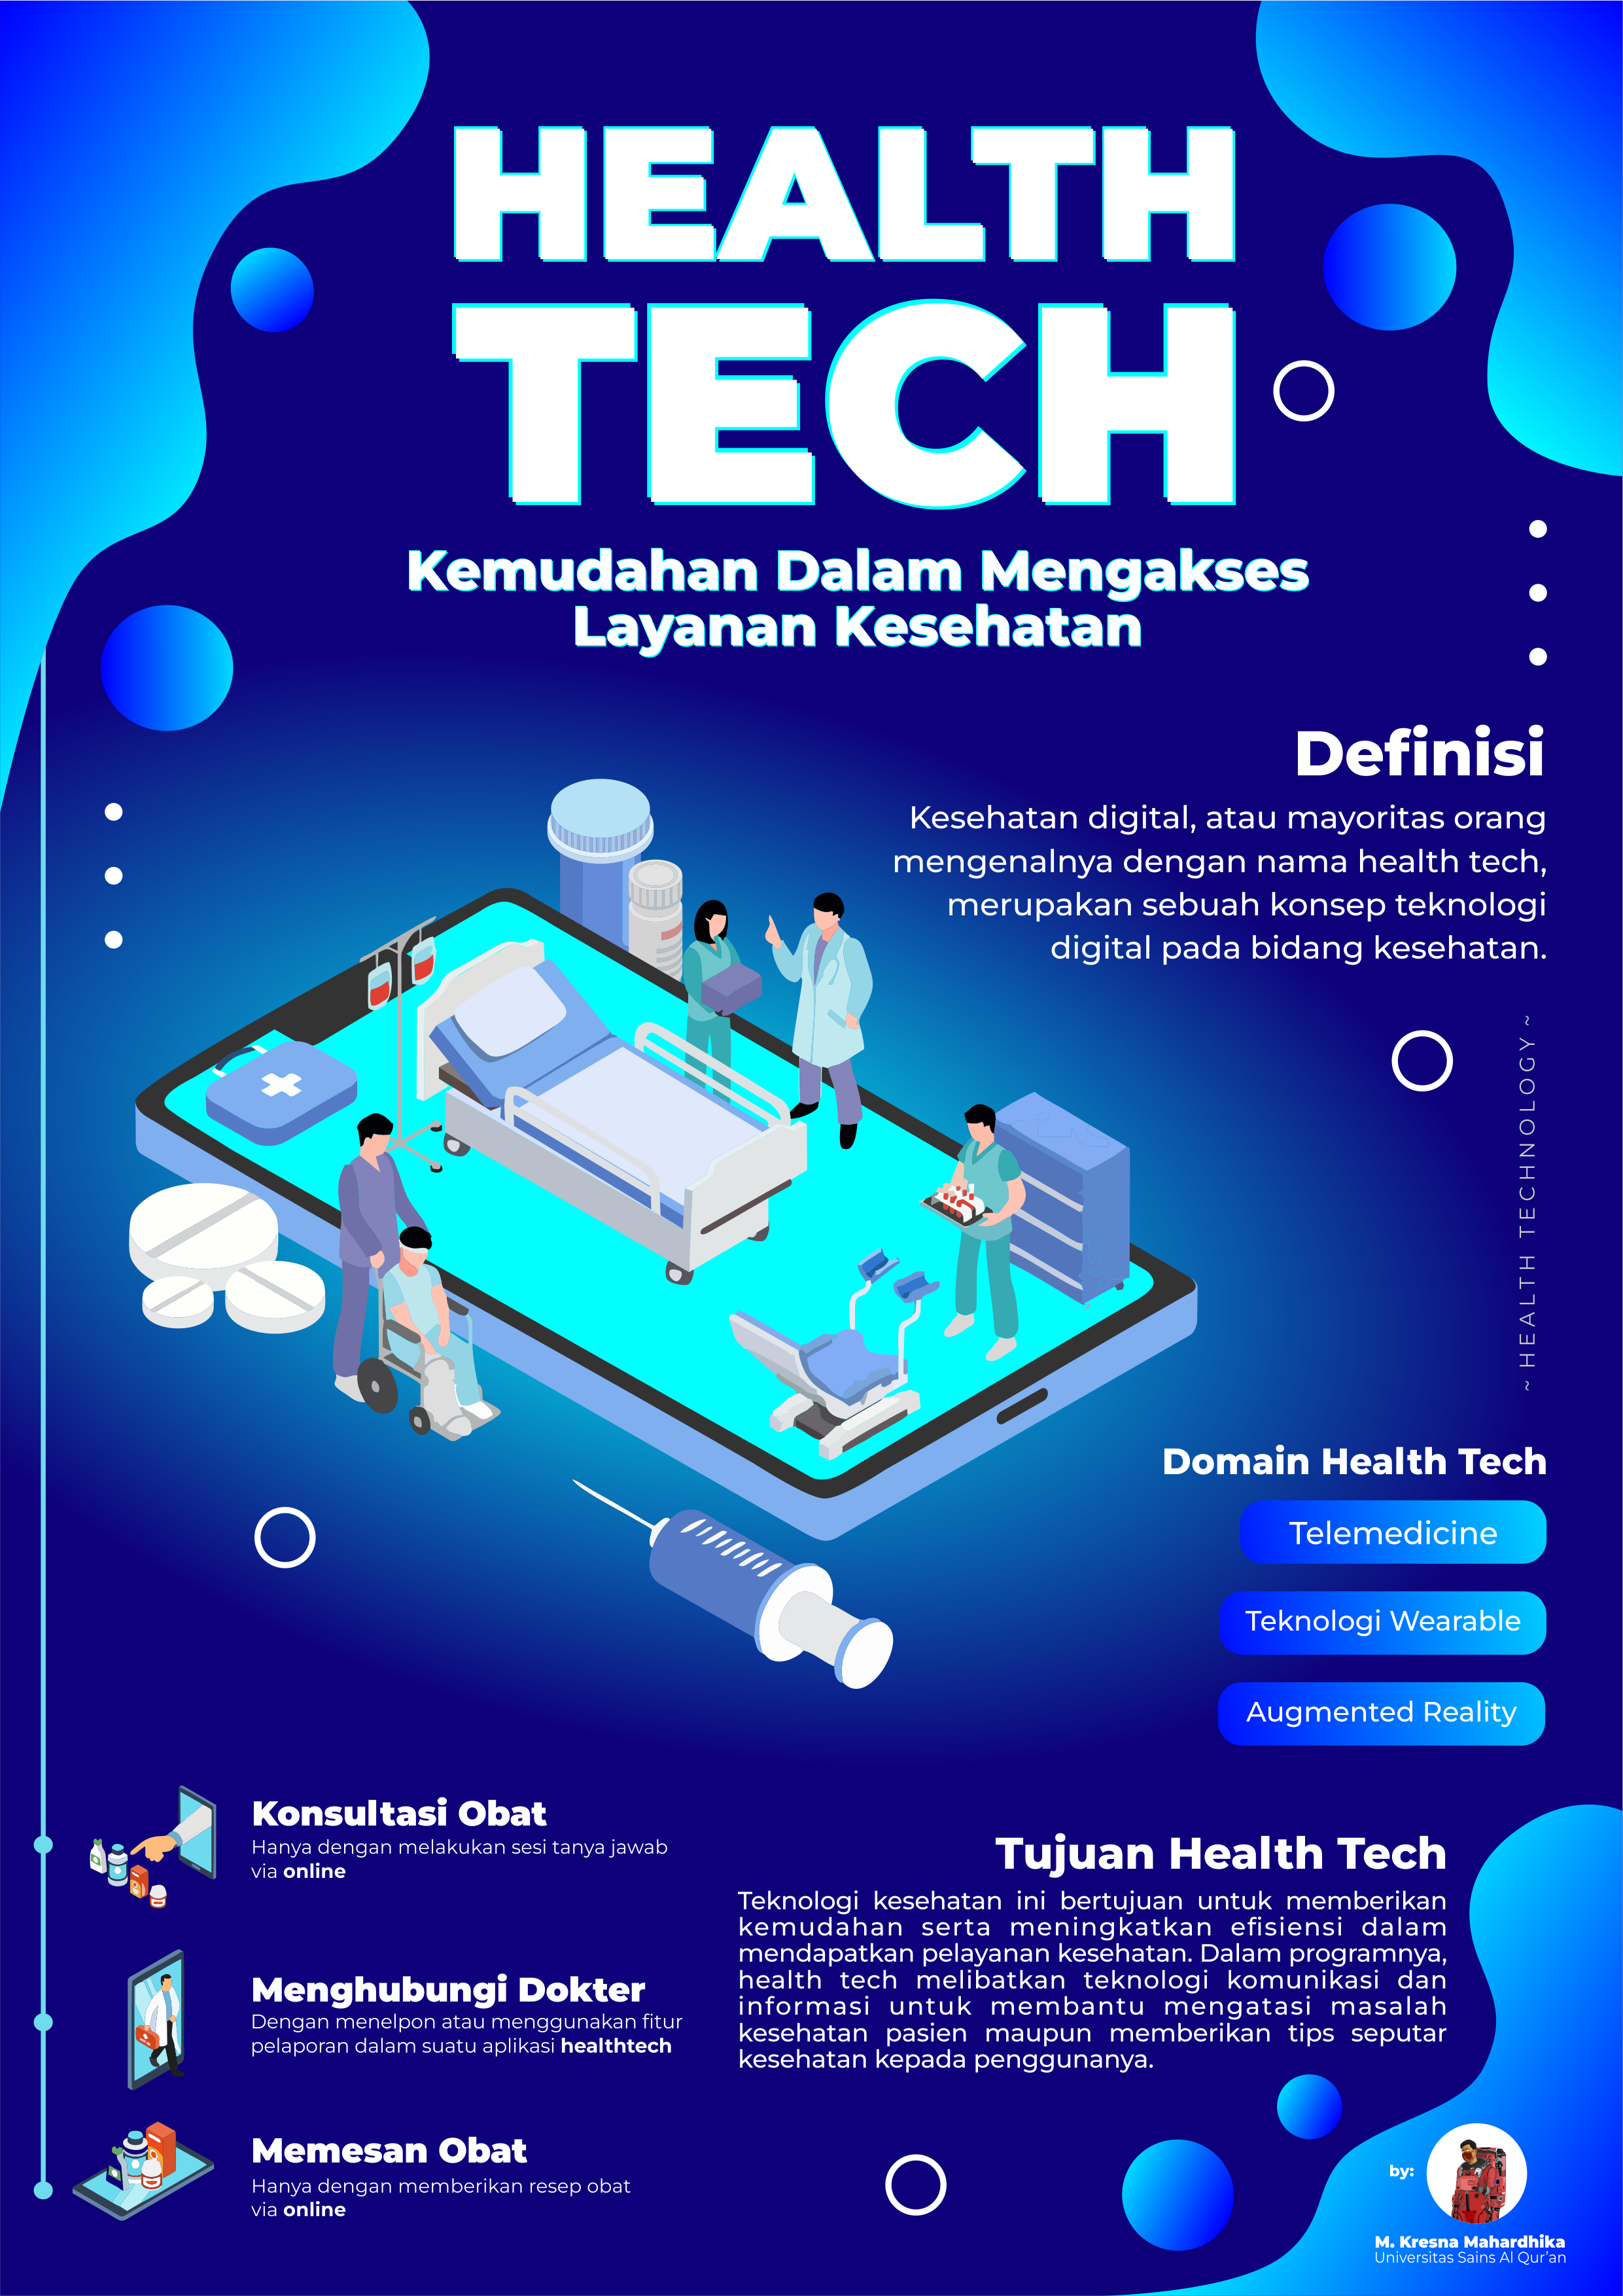 HEALTH
TECH
Kemudahan Dalam Mengakses
Layanan Kesehatan
Definisi
Kesehatan digital, atau mayoritas orang
mengenalnya dengan nama health tech,
merupakan sebuah konsep teknologi
digital pada bidang kesehatan.
~ HEALTH TECHNOLOGY ~
Domain Health Tech
Telemedicine
Teknologi Wearable
Augmented Reality
Konsultasi Obat
Hanya dengan melakukan sesi tanya jawab
via online
Menghubungi Dokter
Dengan menelpon atau menggunakan fitur
pelaporan dalam suatu aplikasi healthtech
Memesan Obat
Hanya dengan memberikan resep obat
via online
Tujuan Health Tech
Teknologi kesehatan ini bertujuan untuk memberikan
kemudahan serta meningkatkan efisiensi dalam
mendapatkan pelayanan kesehatan. Dalam programnya,
health tech melibatkan teknologi komunikasi dan
informasi untuk membantu mengatasi masalah
kesehatan pasien maupun memberikan tips seputar
kesehatan kepada penggunanya.
by:
M. Kresna Mahardhika
Universitas Sains Al Qur'an